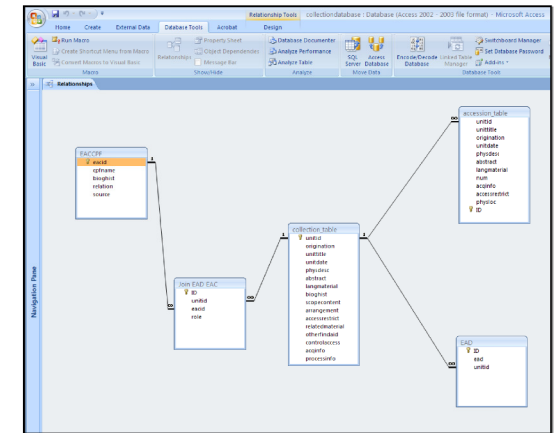 Relationship Tools collectiondatabase : Database (Access 2002 - 2003 file format) - Microsoft Access
Home Create External Data Database Tools Acrobat Design
Visual Basic
Run Macro
Create Shortcut Menu from Macro
Convert Macros to Visual Basic
Macro
Relationships
Property Sheet
Object Dependencies
Message Bar
Show/Hide
Database Documenter
Analyze Performance
Analyze Table
Analyze
SQL Server
Access Database
Move Data
Encode/Decode Database
Linked Table Manager
Switchboard Manager
Set Database Password
Add-Ins
Database Tools
»
Relationships
Navigation Pane
EACCPF
eacid
cpfname
bioghist
relation
source
1
∞
Join EAD EAC
ID
unitid
eacid
role
∞
1
collection_table
unitid
origination
unittitle
unitdate
physdesc
abstract
langmaterial
bioghist
scopecontent
arrangement
accessrestrict
relatedmaterial
otherfindaid
controlaccess
acqinfo
processinfo
1
∞
accession_table
unitid
unittitle
origination
unitdate
physdesc
abstract
langmaterial
num
acqinfo
accessrestrict
physloc
ID
∞
EAD
ID
ead
unitid